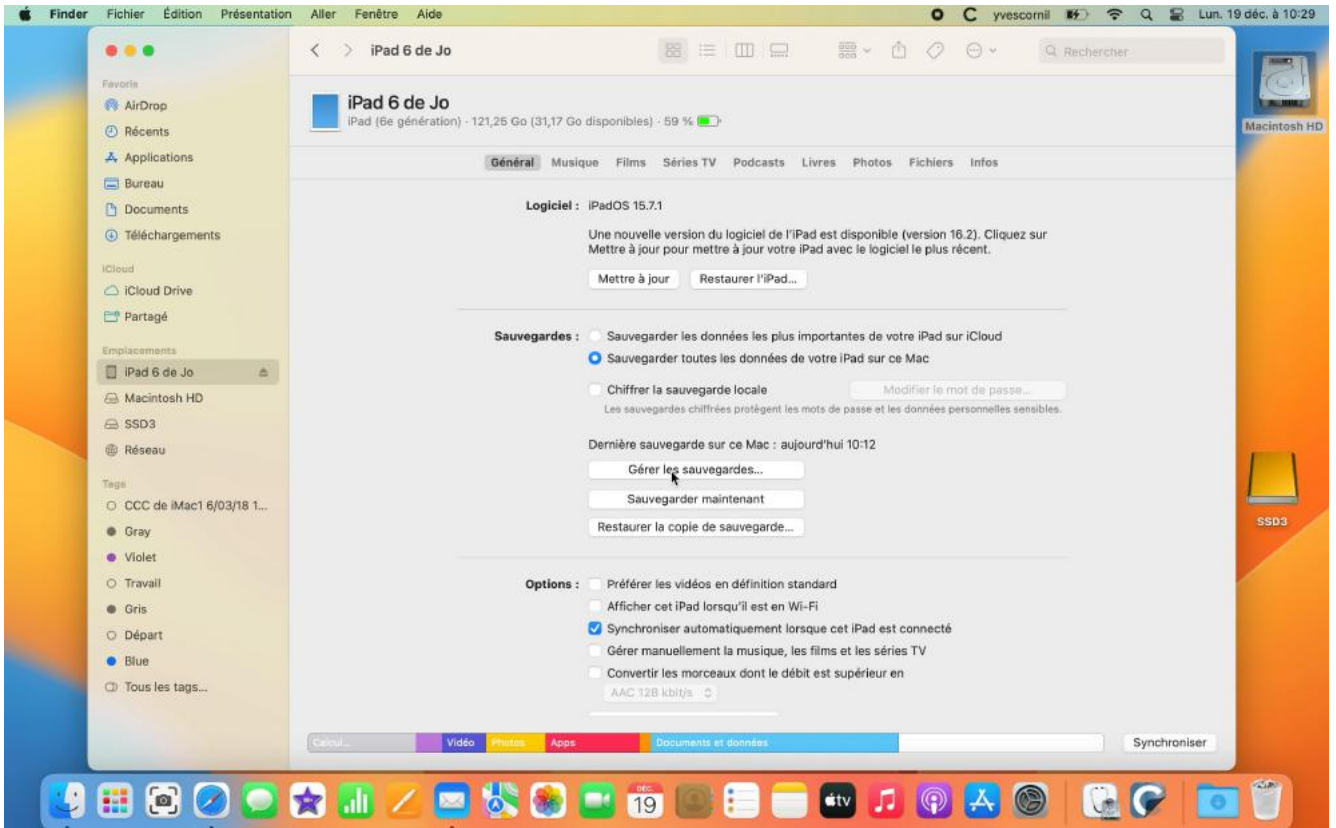 Finder Fichier Édition Présentation Aller Fenêtre Aide yvescornil Lun. 19 déc. à 10:29
iPad 6 de Jo
Rechercher
Favoris
AirDrop
Récents
Applications
Bureau
Documents
Téléchargements
iCloud
iCloud Drive
Partagé
Emplacements
iPad 6 de Jo
Macintosh HD
SSD3
Réseau
Tags
CCC de iMac1 6/03/18 1...
Gray
Violet
Travail
Gris
Départ
Blue
Tous les tags...
iPad 6 de Jo
iPad (6e génération) · 121,25 Go (31,17 Go disponibles) · 59 %
Général Musique Films Séries TV Podcasts Livres Photos Fichiers Infos
Logiciel : iPadOS 15.7.1
Une nouvelle version du logiciel de l'iPad est disponible (version 16.2). Cliquez sur
Mettre à jour pour mettre à jour votre iPad avec le logiciel le plus récent.
Mettre à jour Restaurer l'iPad...
Sauvegardes : Sauvegarder les données les plus importantes de votre iPad sur iCloud
Sauvegarder toutes les données de votre iPad sur ce Mac
Chiffrer la sauvegarde locale Modifier le mot de passe...
Les sauvegardes chiffrées protègent les mots de passe et les données personnelles sensibles.
Dernière sauvegarde sur ce Mac : aujourd'hui 10:12
Gérer les sauvegardes...
Sauvegarder maintenant
Restaurer la copie de sauvegarde...
Options : Préférer les vidéos en définition standard
Afficher cet iPad lorsqu'il est en Wi-Fi
Synchroniser automatiquement lorsque cet iPad est connecté
Gérer manuellement la musique, les films et les séries TV
Convertir les morceaux dont le débit est supérieur en
AAC 128 kbit/s
Calcul... Vidéo Photos Apps Documents et données Synchroniser
Macintosh HD
SSD3
DÉC.
19
tv